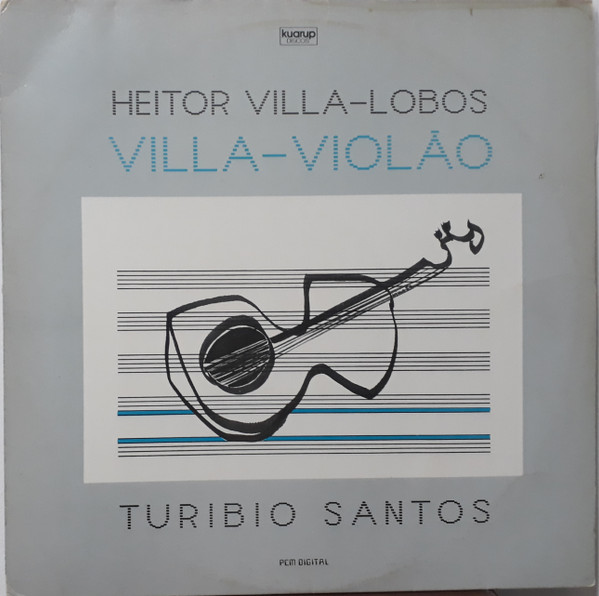 kuarup
DISCOS
HEITOR VILLA-LOBOS
VILLA-VIOLÃO
TURIBIO SANTOS
PCM DIGITAL